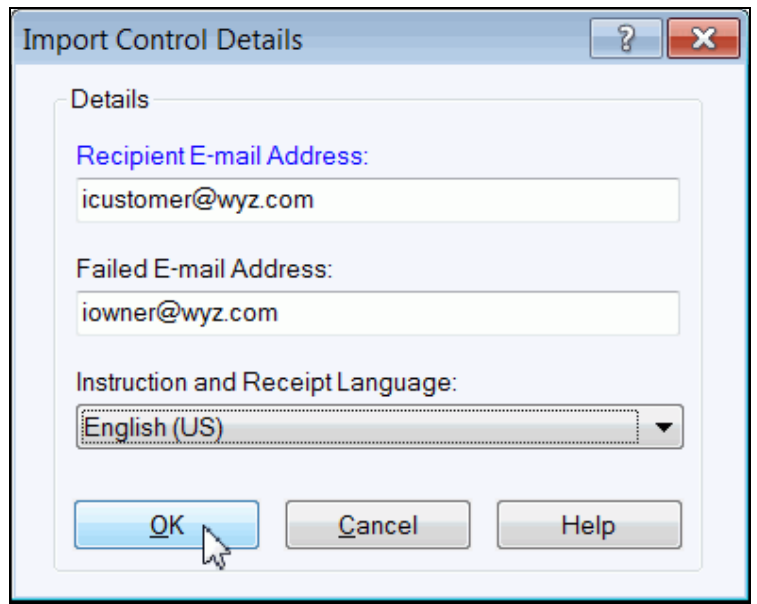 Import Control Details
?
Details
Recipient E-mail Address:
icustomer@wyz.com
Failed E-mail Address:
iowner@wyz.com
Instruction and Receipt Language:
English (US)
OK Cancel Help